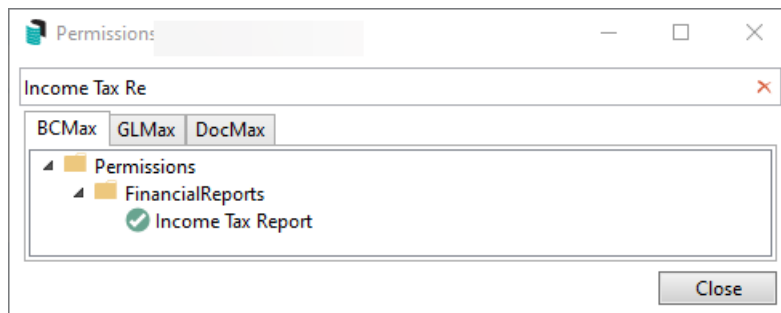 Permissions
Income Tax Re
BCMax GLMax DocMax
Permissions
FinancialReports
Income Tax Report
Close